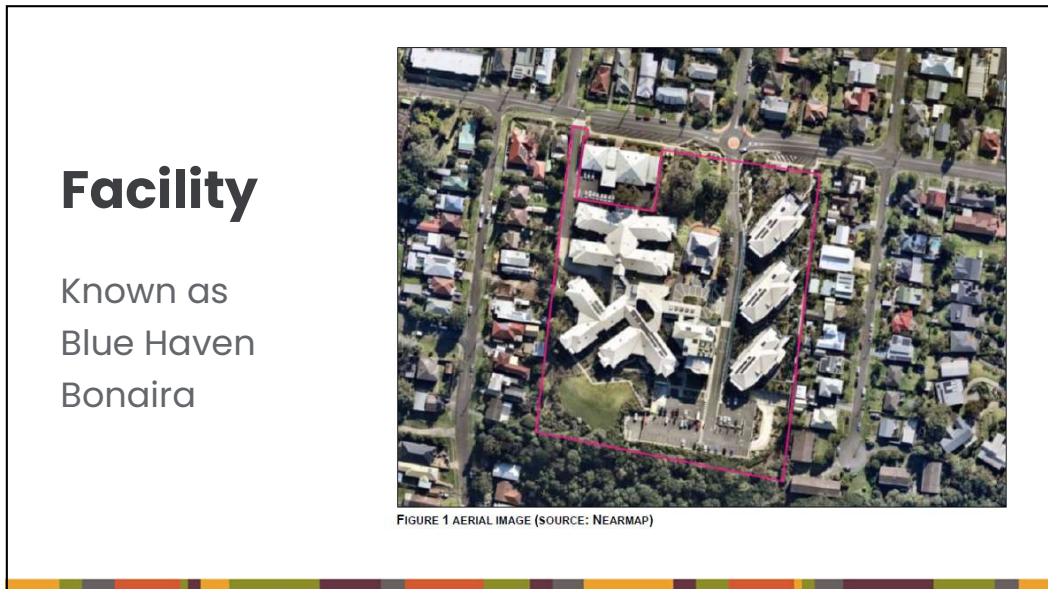 Facility
Known as
Blue Haven
Bonaira
FIGURE 1 AERIAL IMAGE (SOURCE: NEARMAP)